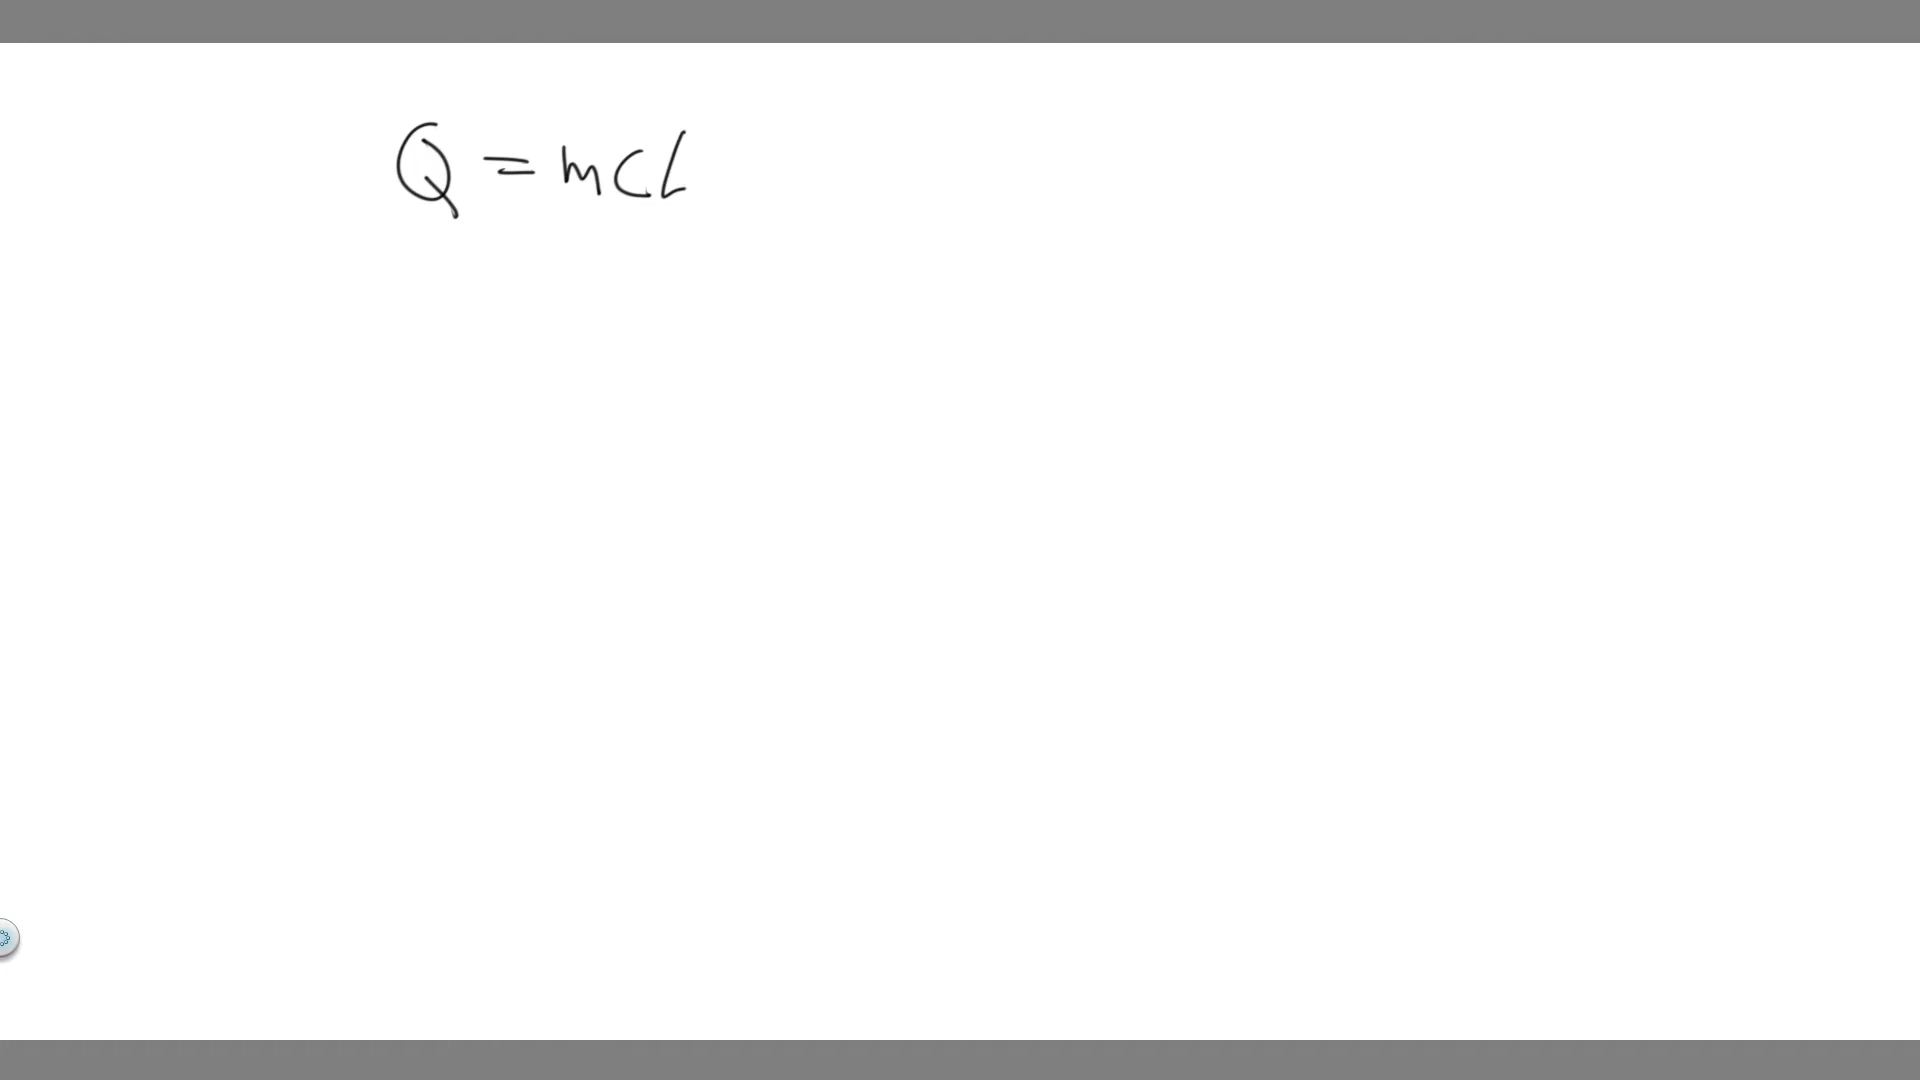 Q = mCL